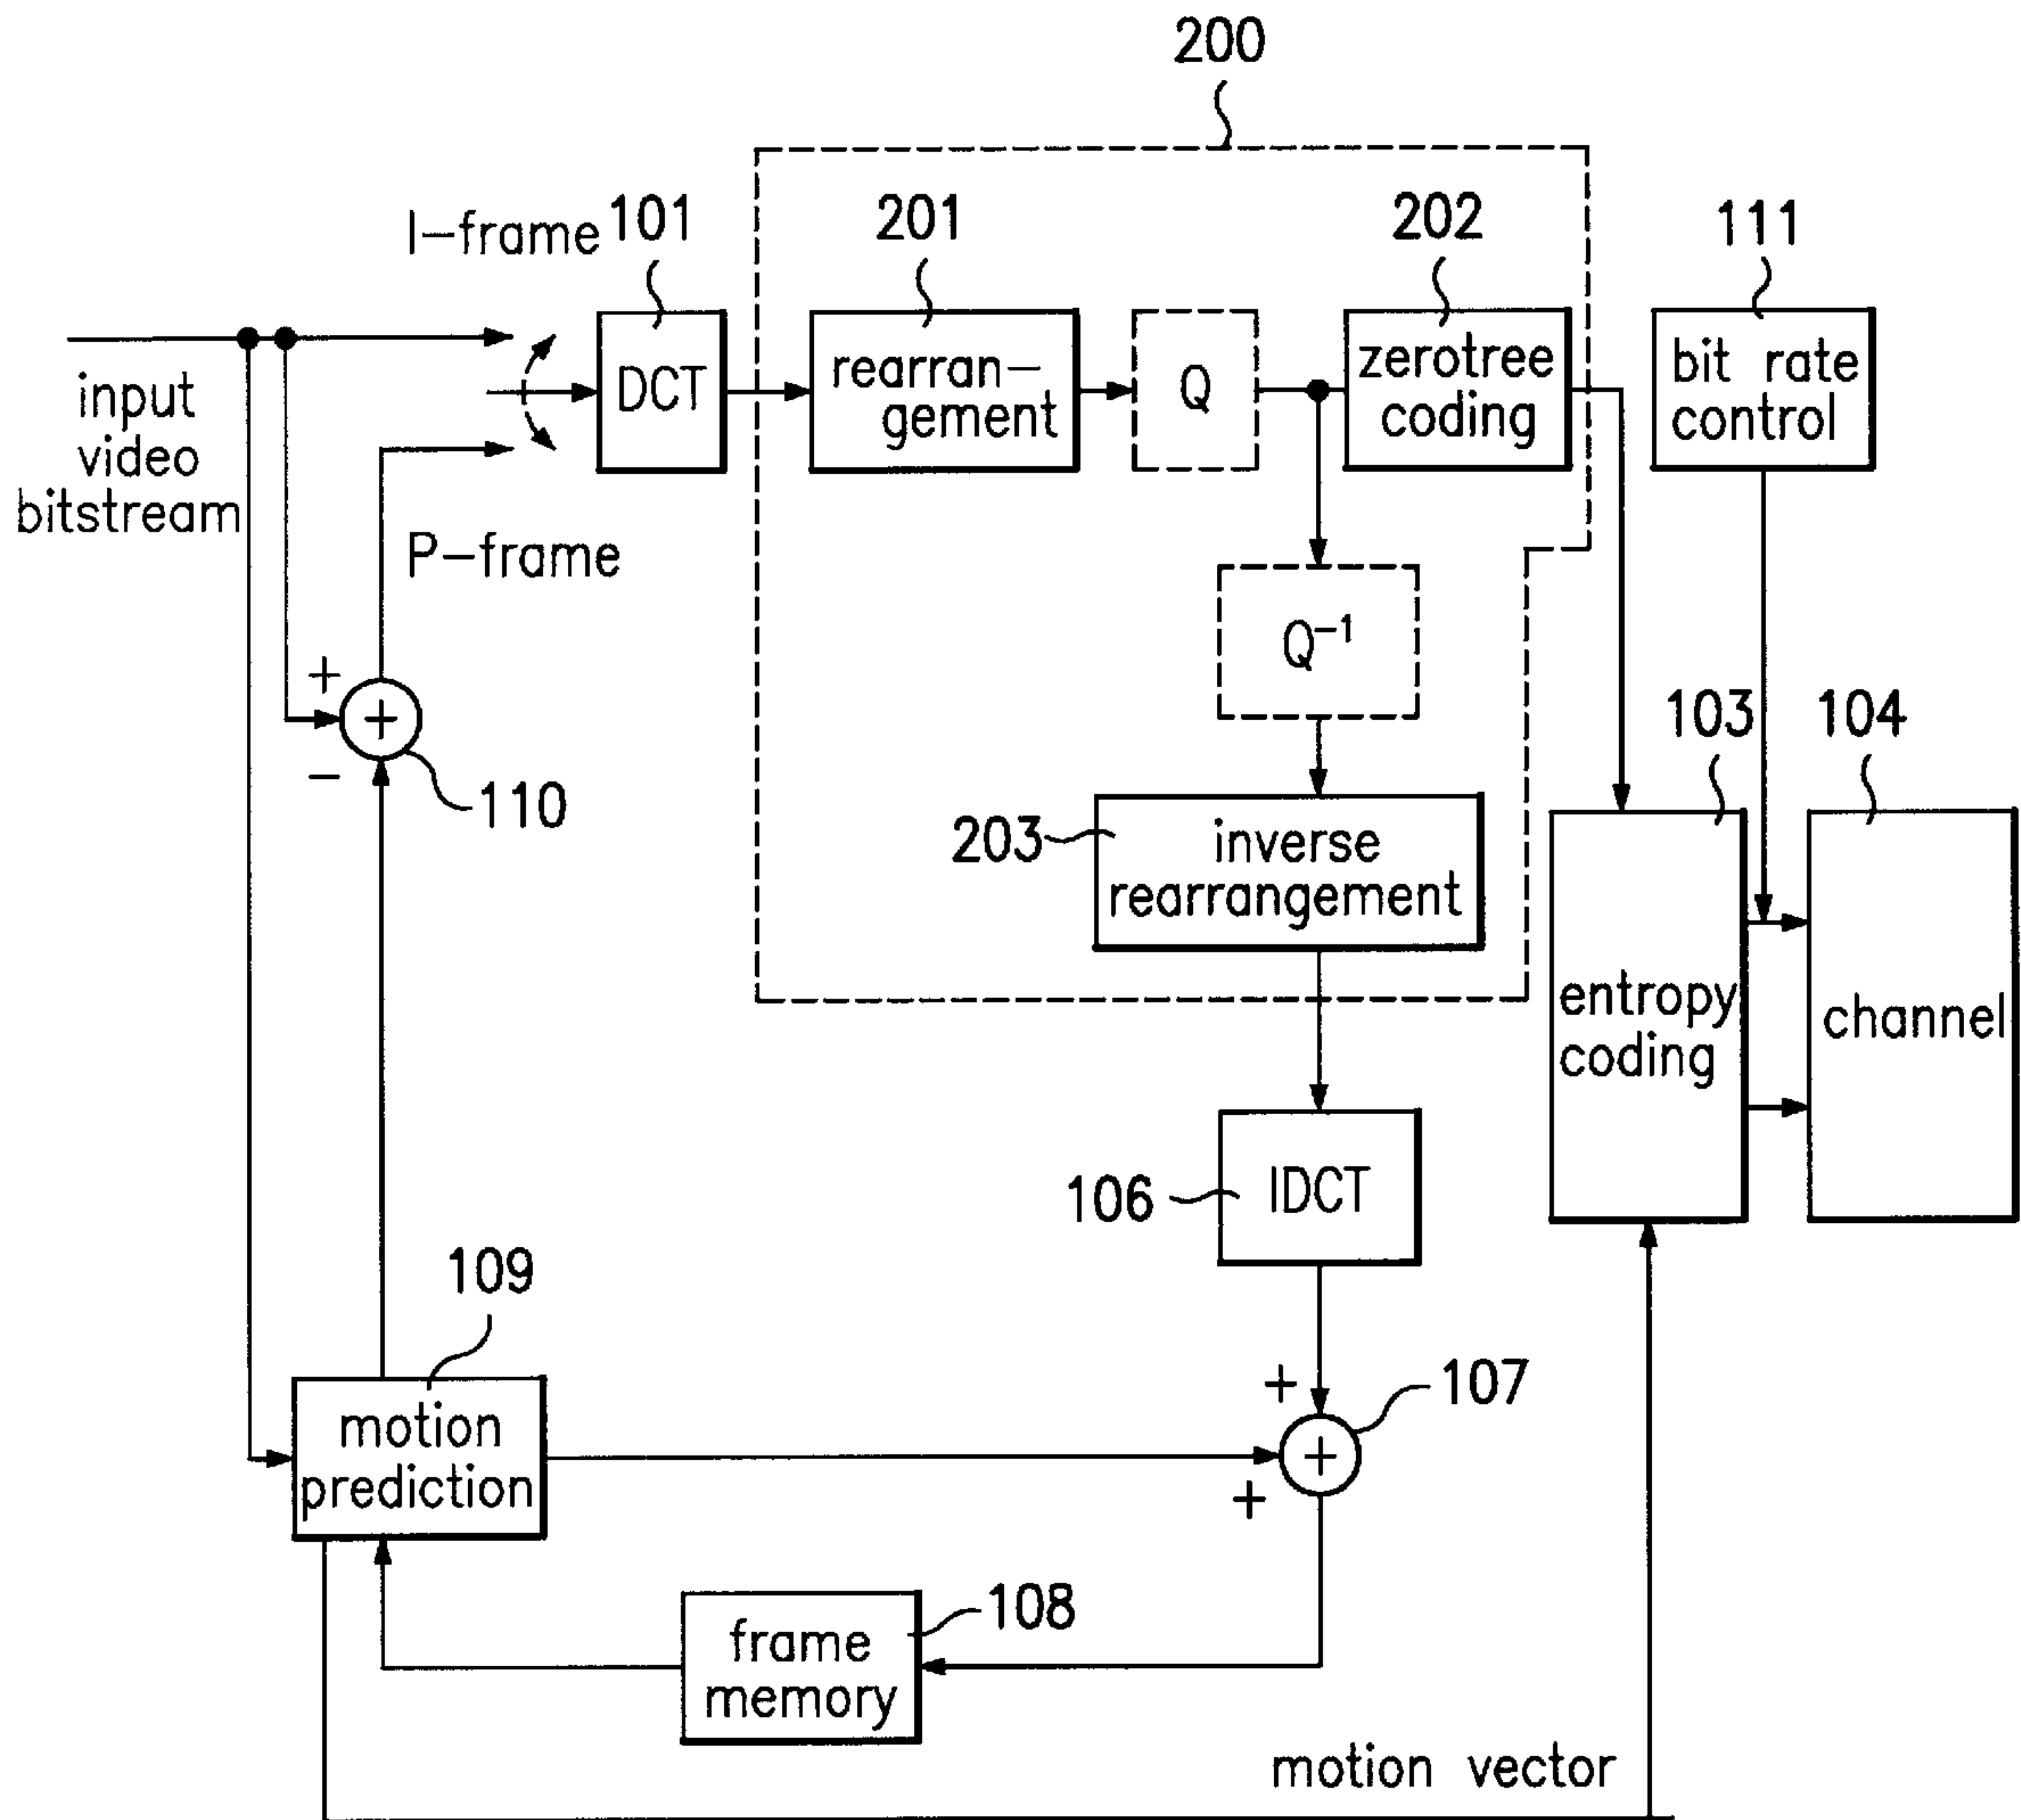 200
I-frame 101
201
202
111
input
video
bitstream
DCT
rearran-
gement
Q
zerotree
coding
bit rate
control
P-frame
Q⁻¹
+
+
-
110
103
104
203
inverse
rearrangement
entropy
coding
channel
106
IDCT
109
motion
prediction
+
107
+
+
108
frame
memory
motion vector